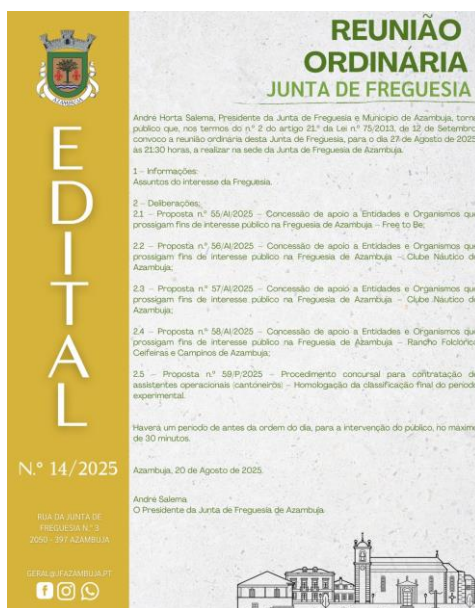 AZAMBUJA
EDITAL
N.º 14/2025
RUA DA JUNTA DE
FREGUESIA N.º 3
2050 - 297 AZAMBUJA
GERAL@JFAZAMBUJA.PT
REUNIÃO
ORDINÁRIA
JUNTA DE FREGUESIA
André Horta Salema, Presidente da Junta de Freguesia e Município de Azambuja, torna
público que, nos termos do n.º 2 do artigo 21.º da Lei n.º 75/2013, de 12 de Setembro,
convoco a reunião ordinária desta Junta de Freguesia, para o dia 27 de Agosto de 2025
às 21:30 horas, a realizar na sede da Junta de Freguesia de Azambuja.
1 – Informações:
Assuntos do interesse da Freguesia.
2 – Deliberações;
2.1 – Proposta n.º 55/AI/2025 – Concessão de apoio a Entidades e Organismos que
prossigam fins de interesse público na Freguesia de Azambuja – Free to Be;
2.2 – Proposta n.º 56/AI/2025 – Concessão de apoio a Entidades e Organismos que
prossigam fins de interesse público na Freguesia de Azambuja – Clube Náutico de
Azambuja;
2.3 – Proposta n.º 57/AI/2025 – Concessão de apoio a Entidades e Organismos que
prossigam fins de interesse público na Freguesia de Azambuja – Clube Náutico de
Azambuja;
2.4 – Proposta n.º 58/AI/2025 – Concessão de apoio a Entidades e Organismos que
prossigam fins de interesse público na Freguesia de Azambuja – Rancho Folclórico
Ceifeiras e Campinos de Azambuja;
2.5 – Proposta n.º 59/P/2025 – Procedimento concursal para contratação de
assistentes operacionais (cantoneiros) – Homologação da classificação final do período
experimental.
Haverá um período de antes da ordem do dia, para a intervenção do público, no máximo
de 30 minutos.
Azambuja, 20 de Agosto de 2025.
André Salema
O Presidente da Junta de Freguesia de Azambuja.